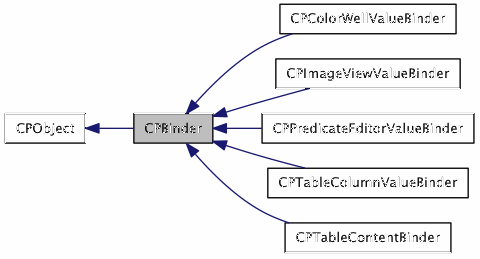 CPColorWellValueBinder
CPImageViewValueBinder
CPObject
CPBinder
CPPredicateEditorValueBinder
CPTableColumnValueBinder
CPTableContentBinder